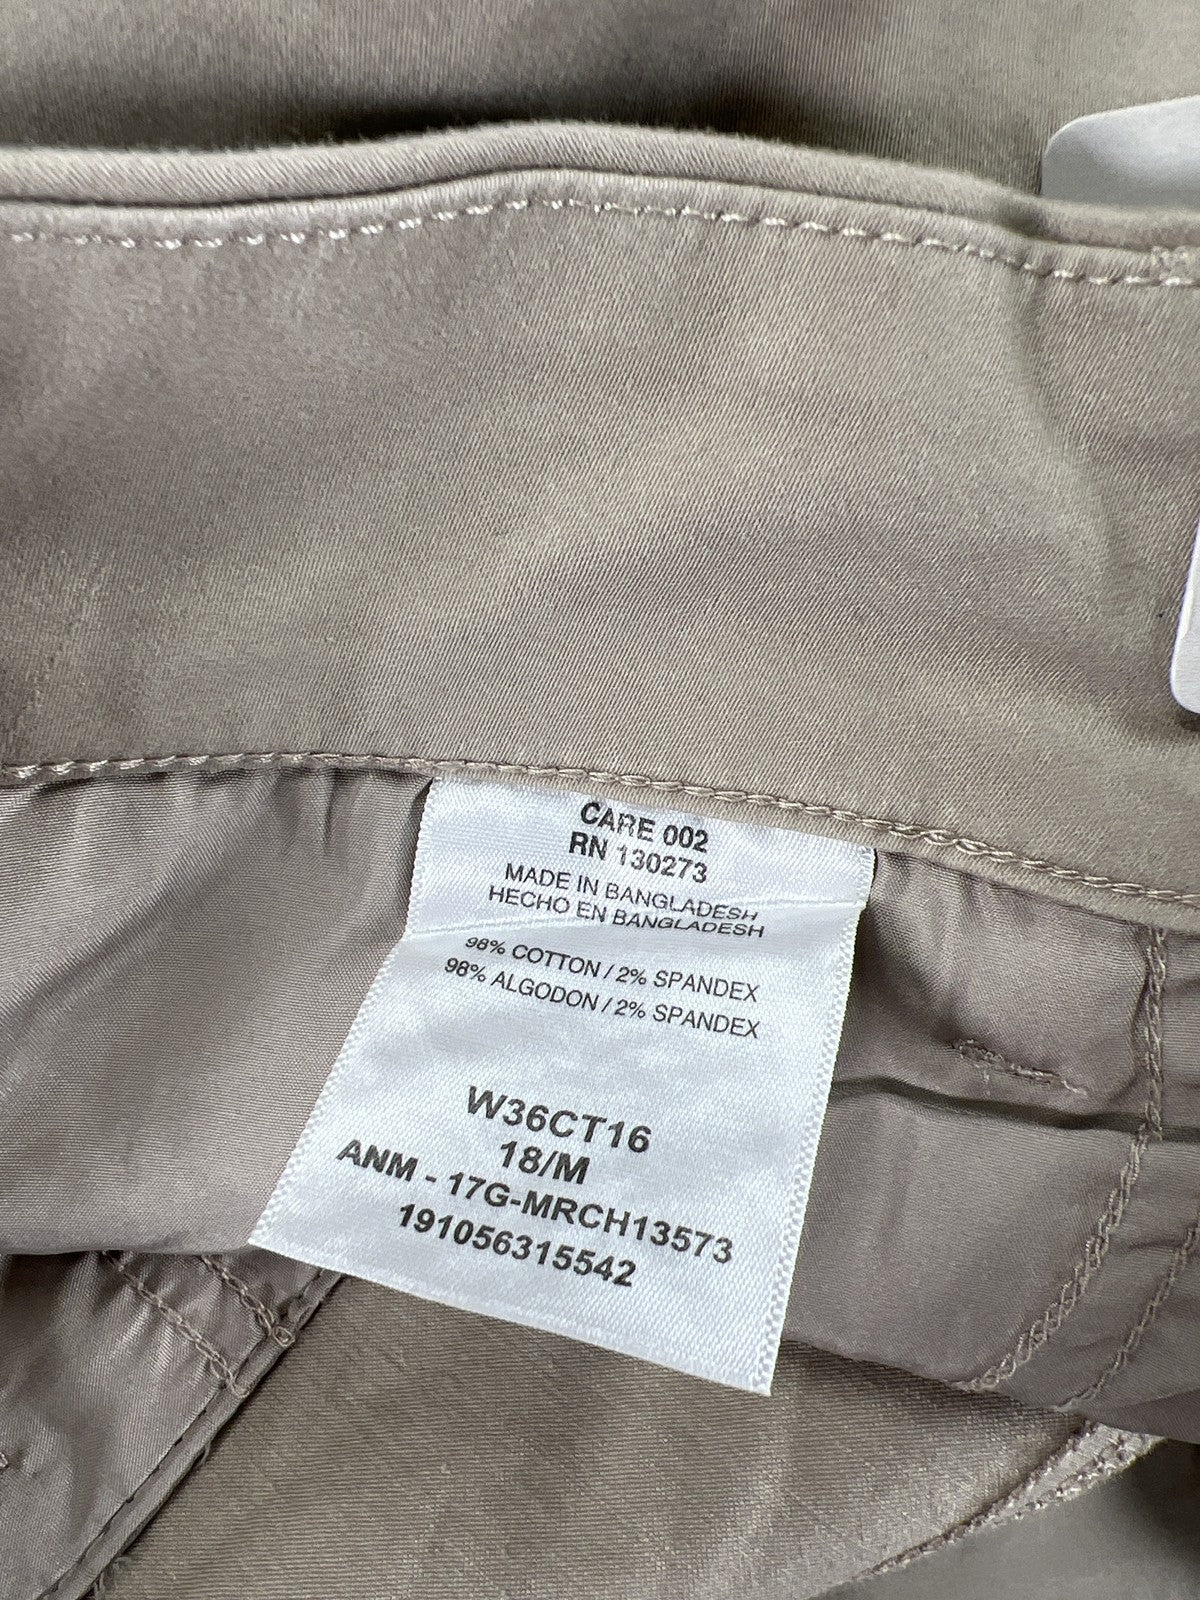 CARE 002
RN 130273
MADE IN BANGLADESH
HECHO EN BANGLADESH
98% COTTON / 2% SPANDEX
98% ALGODON / 2% SPANDEX
W36CT16
18/M
ANM - 17G-MRCH13573
191056315542